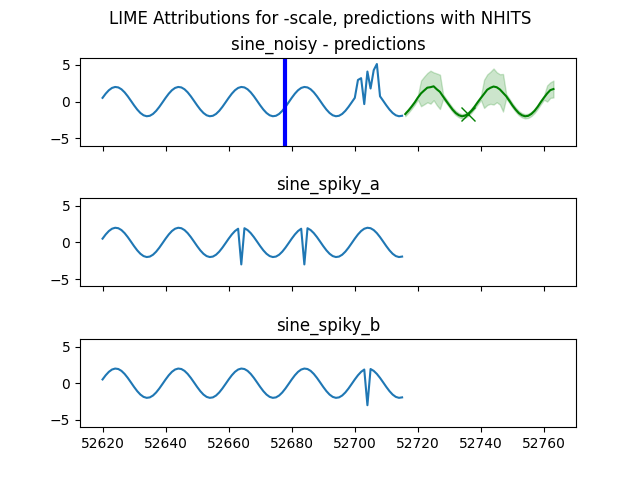 LIME Attributions for -scale, predictions with NHITS
sine_noisy - predictions
5
0
−5
sine_spiky_a
5
0
−5
sine_spiky_b
5
0
−5
52620 52640 52660 52680 52700 52720 52740 52760